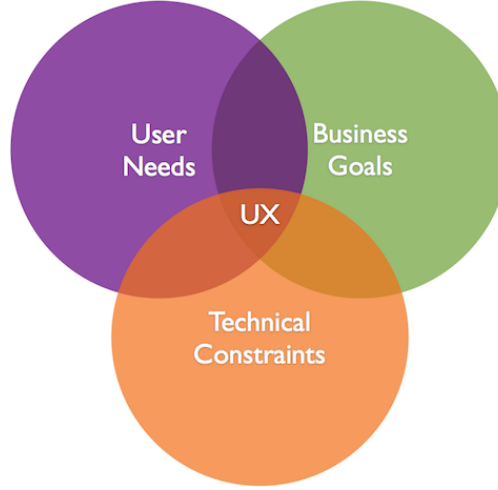 User
Needs
Business
Goals
UX
Technical
Constraints